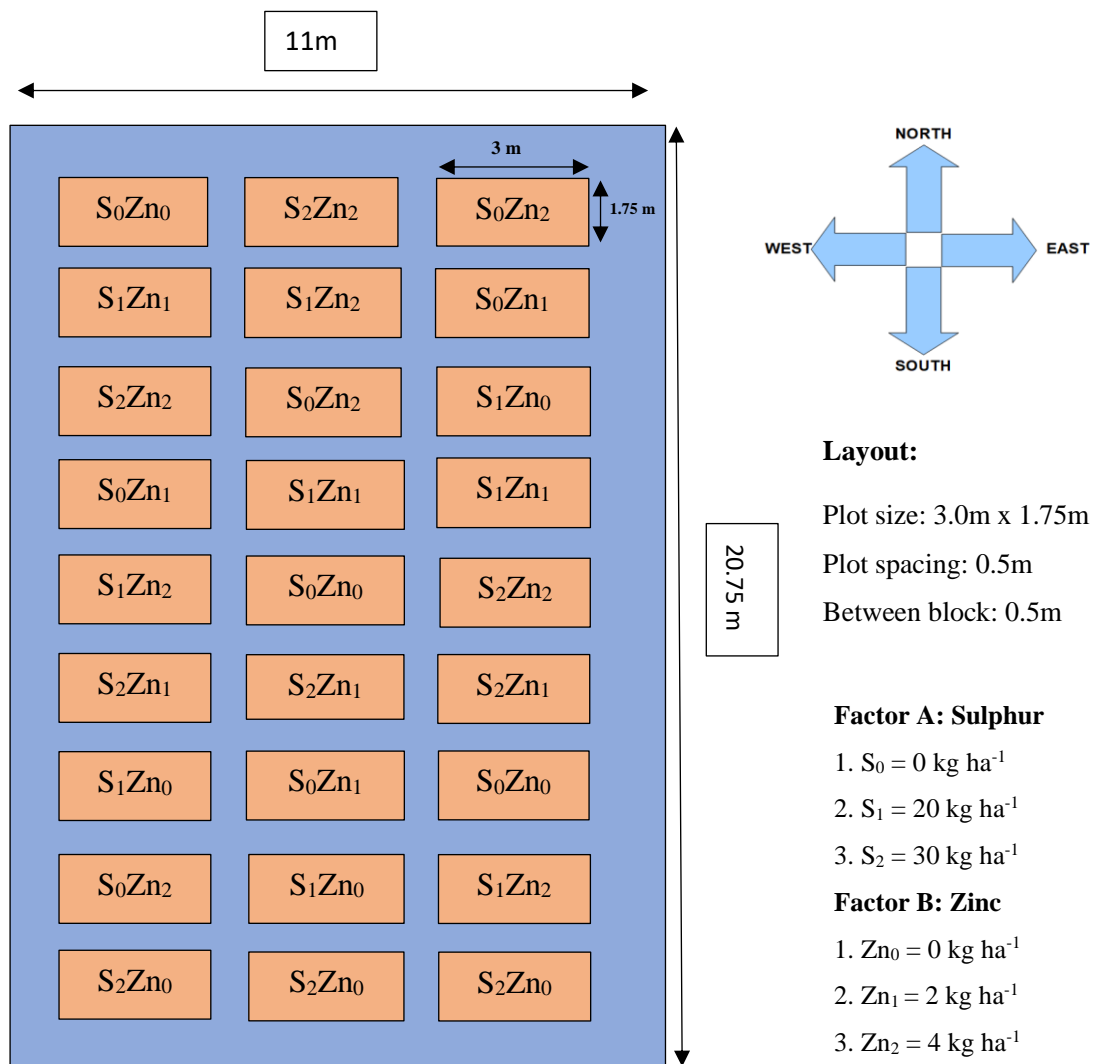 11m
3 m
1.75 m
S₀Zn₀ S₂Zn₂ S₀Zn₂
S₁Zn₁ S₁Zn₂ S₀Zn₁
S₂Zn₂ S₀Zn₂ S₁Zn₀
S₀Zn₁ S₁Zn₁ S₁Zn₁
S₁Zn₂ S₀Zn₀ S₂Zn₂
S₂Zn₁ S₂Zn₁ S₂Zn₁
S₁Zn₀ S₀Zn₁ S₀Zn₀
S₀Zn₂ S₁Zn₀ S₁Zn₂
S₂Zn₀ S₂Zn₀ S₂Zn₀
20.75 m
NORTH
WEST
EAST
SOUTH
Layout:
Plot size: 3.0m x 1.75m
Plot spacing: 0.5m
Between block: 0.5m
Factor A: Sulphur
1. S₀ = 0 kg ha⁻¹
2. S₁ = 20 kg ha⁻¹
3. S₂ = 30 kg ha⁻¹
Factor B: Zinc
1. Zn₀ = 0 kg ha⁻¹
2. Zn₁ = 2 kg ha⁻¹
3. Zn₂ = 4 kg ha⁻¹